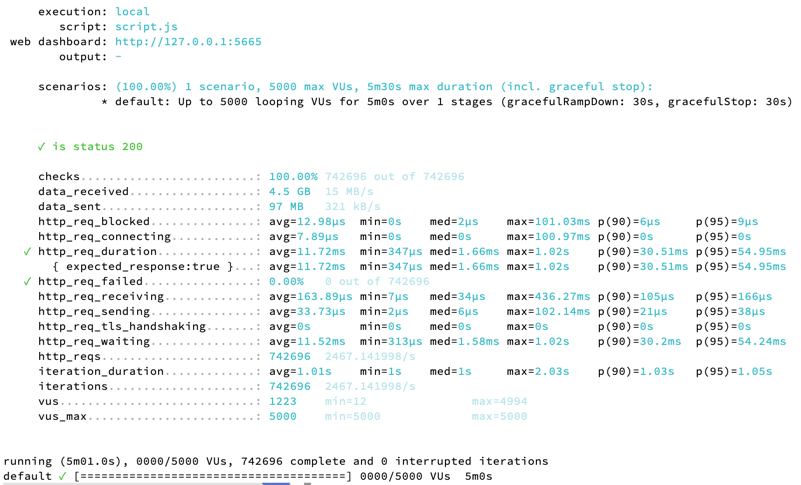 execution: local
script: script.js
web dashboard: http://127.0.0.1:5665
output: -
scenarios: (100.00%) 1 scenario, 5000 max VUs, 5m30s max duration (incl. graceful stop):
* default: Up to 5000 looping VUs for 5m0s over 1 stages (gracefulRampDown: 30s, gracefulStop: 30s)
✓ is status 200
checks.........................: 100.00% 742696 out of 742696
data_received..................: 4.5 GB 15 MB/s
data_sent......................: 97 MB 321 kB/s
http_req_blocked...............: avg=12.98µs min=0s med=2µs max=101.03ms p(90)=6µs p(95)=9µs
http_req_connecting............: avg=7.89µs min=0s med=0s max=100.97ms p(90)=0s p(95)=0s
✓ http_req_duration..............: avg=11.72ms min=347µs med=1.66ms max=1.02s p(90)=30.51ms p(95)=54.95ms
{ expected_response:true }...: avg=11.72ms min=347µs med=1.66ms max=1.02s p(90)=30.51ms p(95)=54.95ms
✓ http_req_failed................: 0.00% 0 out of 742696
http_req_receiving.............: avg=163.89µs min=7µs med=34µs max=436.27ms p(90)=105µs p(95)=166µs
http_req_sending...............: avg=33.73µs min=2µs med=6µs max=102.14ms p(90)=21µs p(95)=38µs
http_req_tls_handshaking.......: avg=0s min=0s med=0s max=0s p(90)=0s p(95)=0s
http_req_waiting...............: avg=11.52ms min=313µs med=1.58ms max=1.02s p(90)=30.2ms p(95)=54.24ms
http_reqs......................: 742696 2467.141998/s
iteration_duration.............: avg=1.01s min=1s med=1s max=2.03s p(90)=1.03s p(95)=1.05s
iterations.....................: 742696 2467.141998/s
vus............................: 1223 min=12 max=4994
vus_max........................: 5000 min=5000 max=5000
running (5m01.0s), 0000/5000 VUs, 742696 complete and 0 interrupted iterations
default ✓ [======================================] 0000/5000 VUs 5m0s